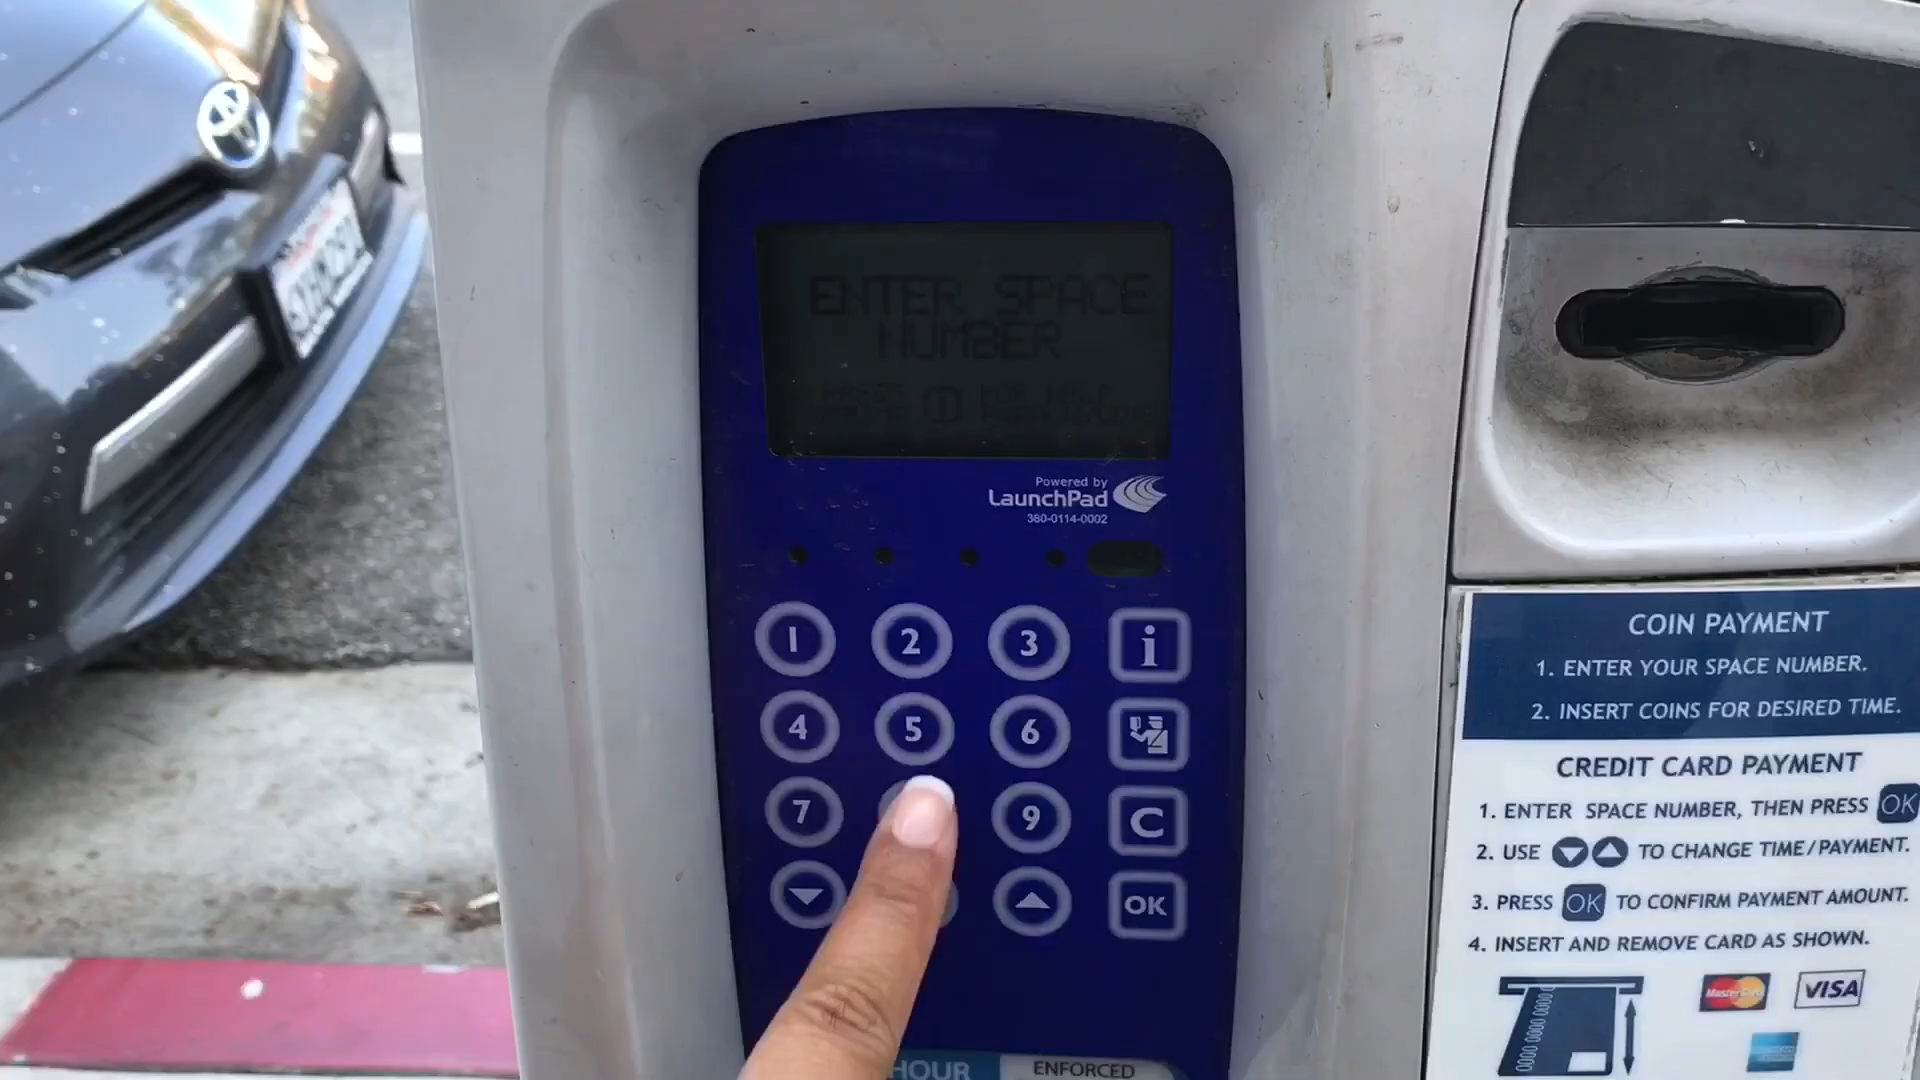 ENTER SPACE
NUMBER
Powered by
LaunchPad
380-0114-0002
1 2 3 i
4 5 6
7 9 C
OK
HOUR ENFORCED
COIN PAYMENT
1. ENTER YOUR SPACE NUMBER.
2. INSERT COINS FOR DESIRED TIME.
CREDIT CARD PAYMENT
1. ENTER SPACE NUMBER, THEN PRESS OK
2. USE TO CHANGE TIME/PAYMENT.
3. PRESS OK TO CONFIRM PAYMENT AMOUNT.
4. INSERT AND REMOVE CARD AS SHOWN.
MasterCard VISA